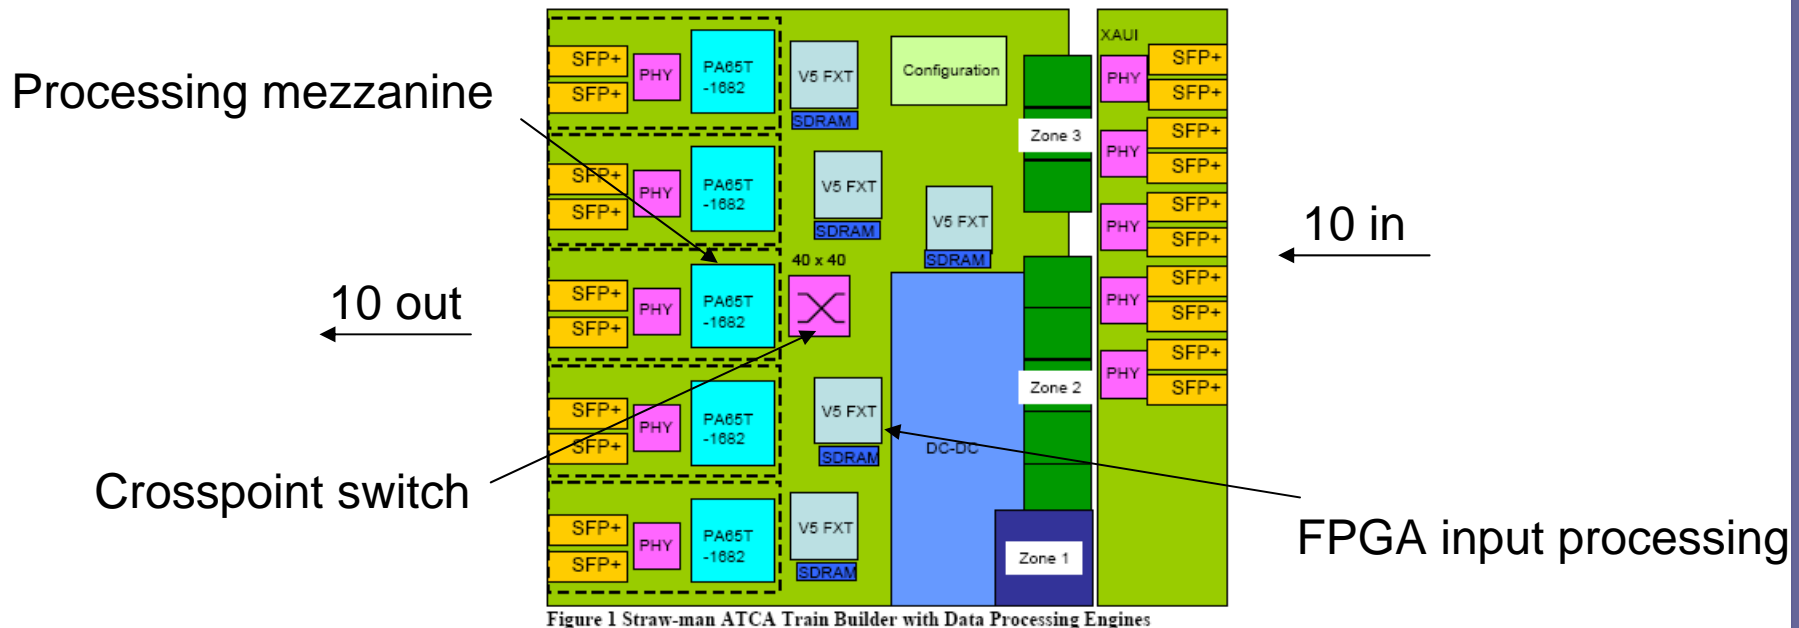 Processing mezzanine
10 out
Crosspoint switch
SFP+
SFP+
PHY
PA65T
-1682
SFP+
SFP+
PHY
PA65T
-1682
SFP+
SFP+
PHY
PA65T
-1682
SFP+
SFP+
PHY
PA65T
-1682
SFP+
SFP+
PHY
PA65T
-1682
V5 FXT
SDRAM
V5 FXT
SDRAM
40 x 40
V5 FXT
SDRAM
V5 FXT
SDRAM
Configuration
V5 FXT
SDRAM
DC-DC
Zone 3
Zone 2
Zone 1
XAUI
PHY
SFP+
SFP+
PHY
SFP+
SFP+
PHY
SFP+
SFP+
PHY
SFP+
SFP+
PHY
SFP+
SFP+
10 in
FPGA input processing
Figure 1 Straw-man ATCA Train Builder with Data Processing Engines